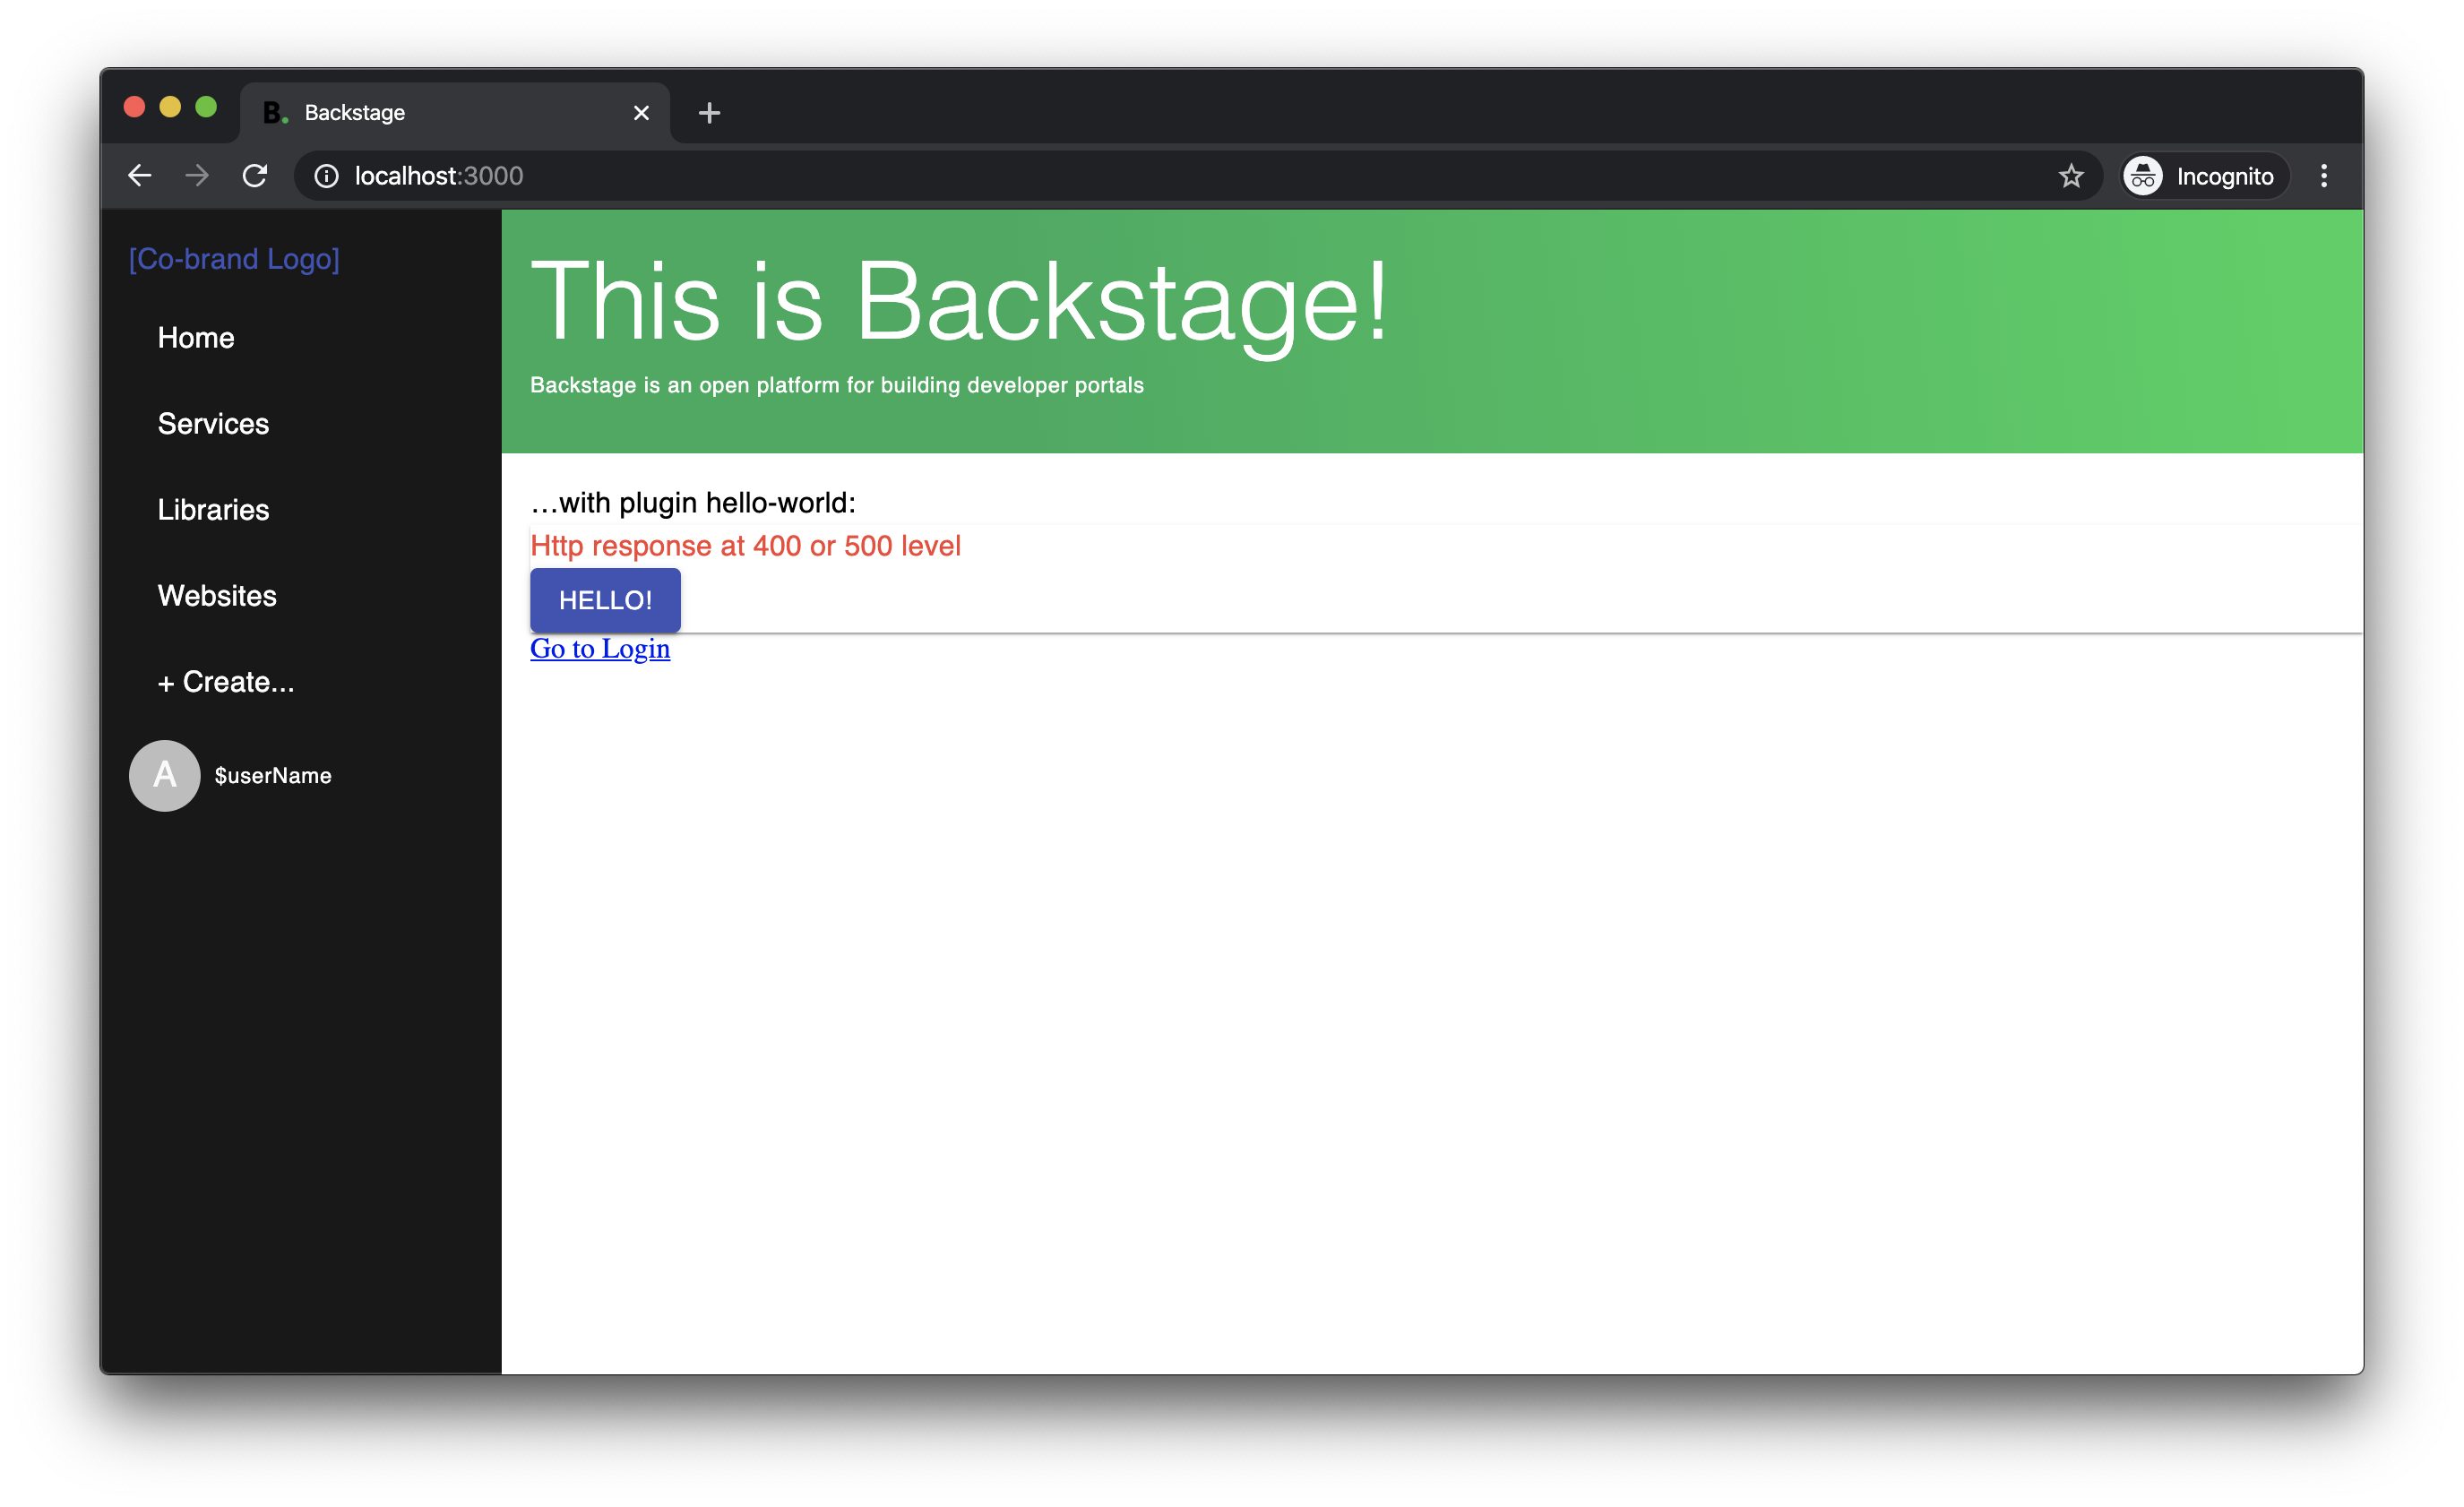 B. Backstage
localhost:3000
Incognito
[Co-brand Logo]
Home
Services
Libraries
Websites
+ Create...
A $userName
This is Backstage!
Backstage is an open platform for building developer portals
…with plugin hello-world:
Http response at 400 or 500 level
HELLO!
Go to Login